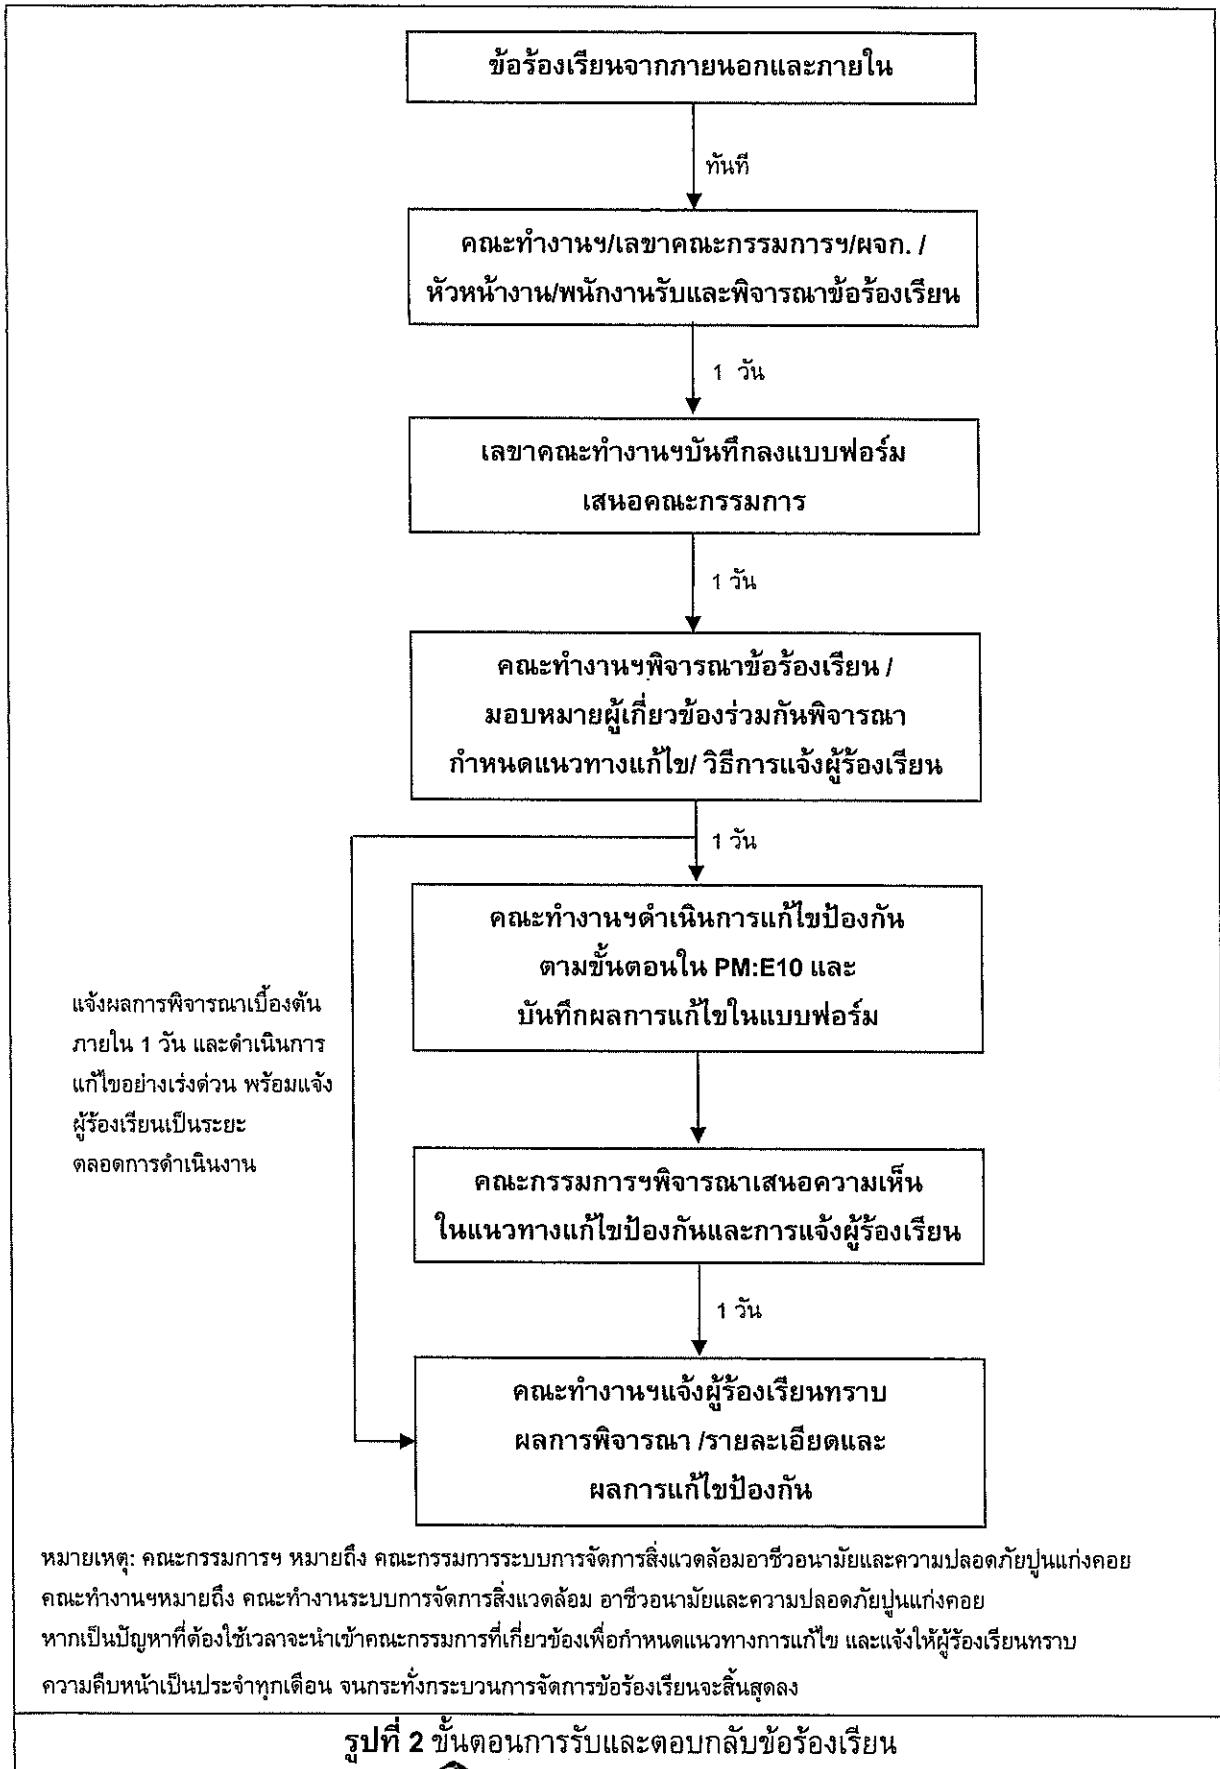 ข้อร้องเรียนจากภายนอกและภายใน
ทันที
คณะทำงานฯ/เลขาคณะกรรมการฯ/ผจก. /
หัวหน้างาน/พนักงานรับและพิจารณาข้อร้องเรียน
1 วัน
เลขาคณะทำงานฯบันทึกลงแบบฟอร์ม
เสนอคณะกรรมการ
1 วัน
คณะทำงานฯพิจารณาข้อร้องเรียน /
มอบหมายผู้เกี่ยวข้องร่วมกันพิจารณา
กำหนดแนวทางแก้ไข/ วิธีการแจ้งผู้ร้องเรียน
1 วัน
คณะทำงานฯดำเนินการแก้ไขป้องกัน
ตามขั้นตอนใน PM:E10 และ
บันทึกผลการแก้ไขในแบบฟอร์ม
แจ้งผลการพิจารณาเบื้องต้น
ภายใน 1 วัน และดำเนินการ
แก้ไขอย่างเร่งด่วน พร้อมแจ้ง
ผู้ร้องเรียนเป็นระยะ
ตลอดการดำเนินงาน
คณะกรรมการฯพิจารณาเสนอความเห็น
ในแนวทางแก้ไขป้องกันและการแจ้งผู้ร้องเรียน
1 วัน
คณะทำงานฯแจ้งผู้ร้องเรียนทราบ
ผลการพิจารณา /รายละเอียดและ
ผลการแก้ไขป้องกัน
หมายเหตุ: คณะกรรมการฯ หมายถึง คณะกรรมการระบบการจัดการสิ่งแวดล้อมอาชีวอนามัยและความปลอดภัยปูนแก่งคอย
คณะทำงานฯหมายถึง คณะทำงานระบบการจัดการสิ่งแวดล้อม อาชีวอนามัยและความปลอดภัยปูนแก่งคอย
หากเป็นปัญหาที่ต้องใช้เวลาจะนำเข้าคณะกรรมการที่เกี่ยวข้องเพื่อกำหนดแนวทางการแก้ไข และแจ้งให้ผู้ร้องเรียนทราบ
ความคืบหน้าเป็นประจำทุกเดือน จนกระทั่งกระบวนการจัดการข้อร้องเรียนจะสิ้นสุดลง
รูปที่ 2 ขั้นตอนการรับและตอบกลับข้อร้องเรียน